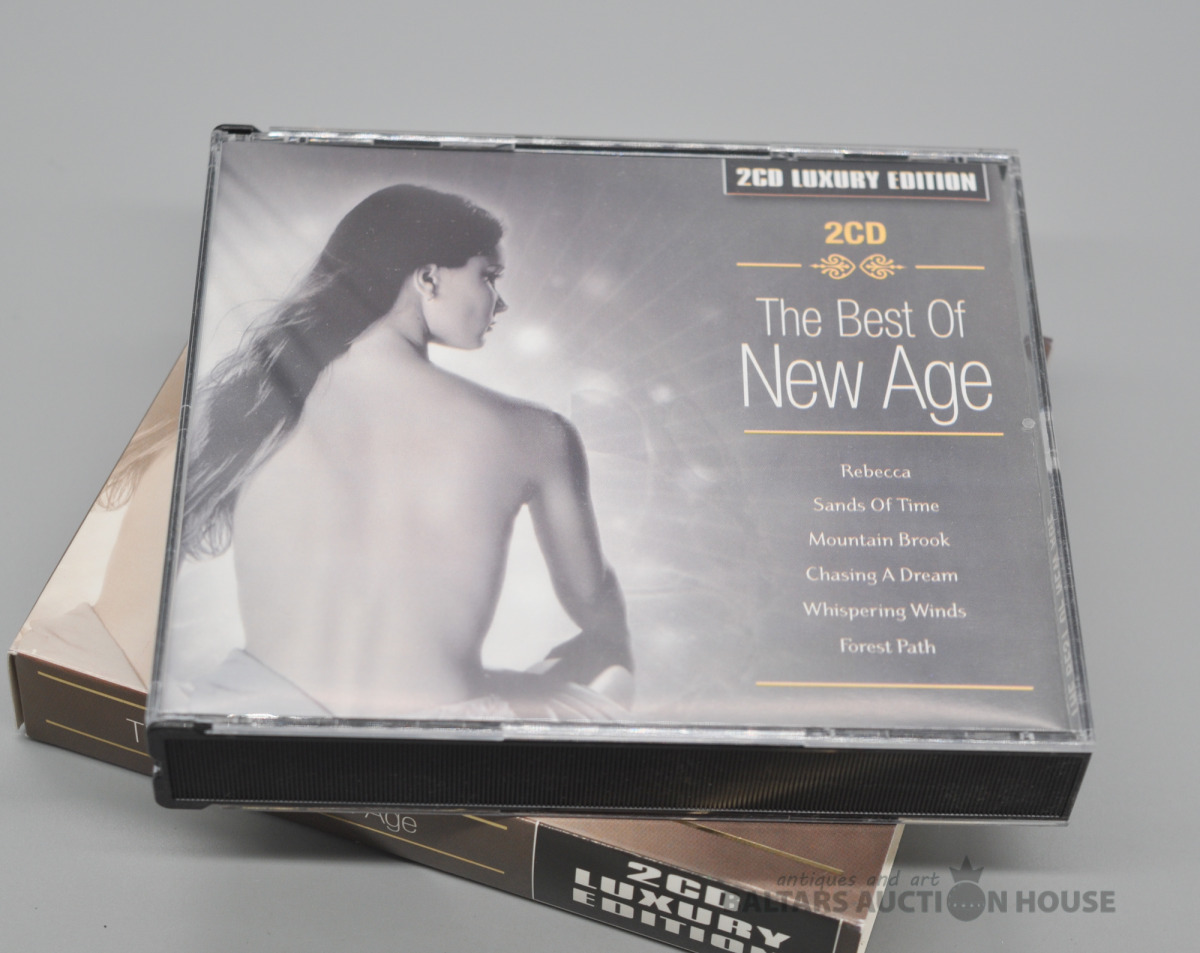 2CD LUXURY EDITION
2CD
The Best Of
New Age
Rebecca
Sands Of Time
Mountain Brook
Chasing A Dream
Whispering Winds
Forest Path
T
Age
2CD
LUXURY
EDITION
antiques and art
BALTARS AUCTION HOUSE